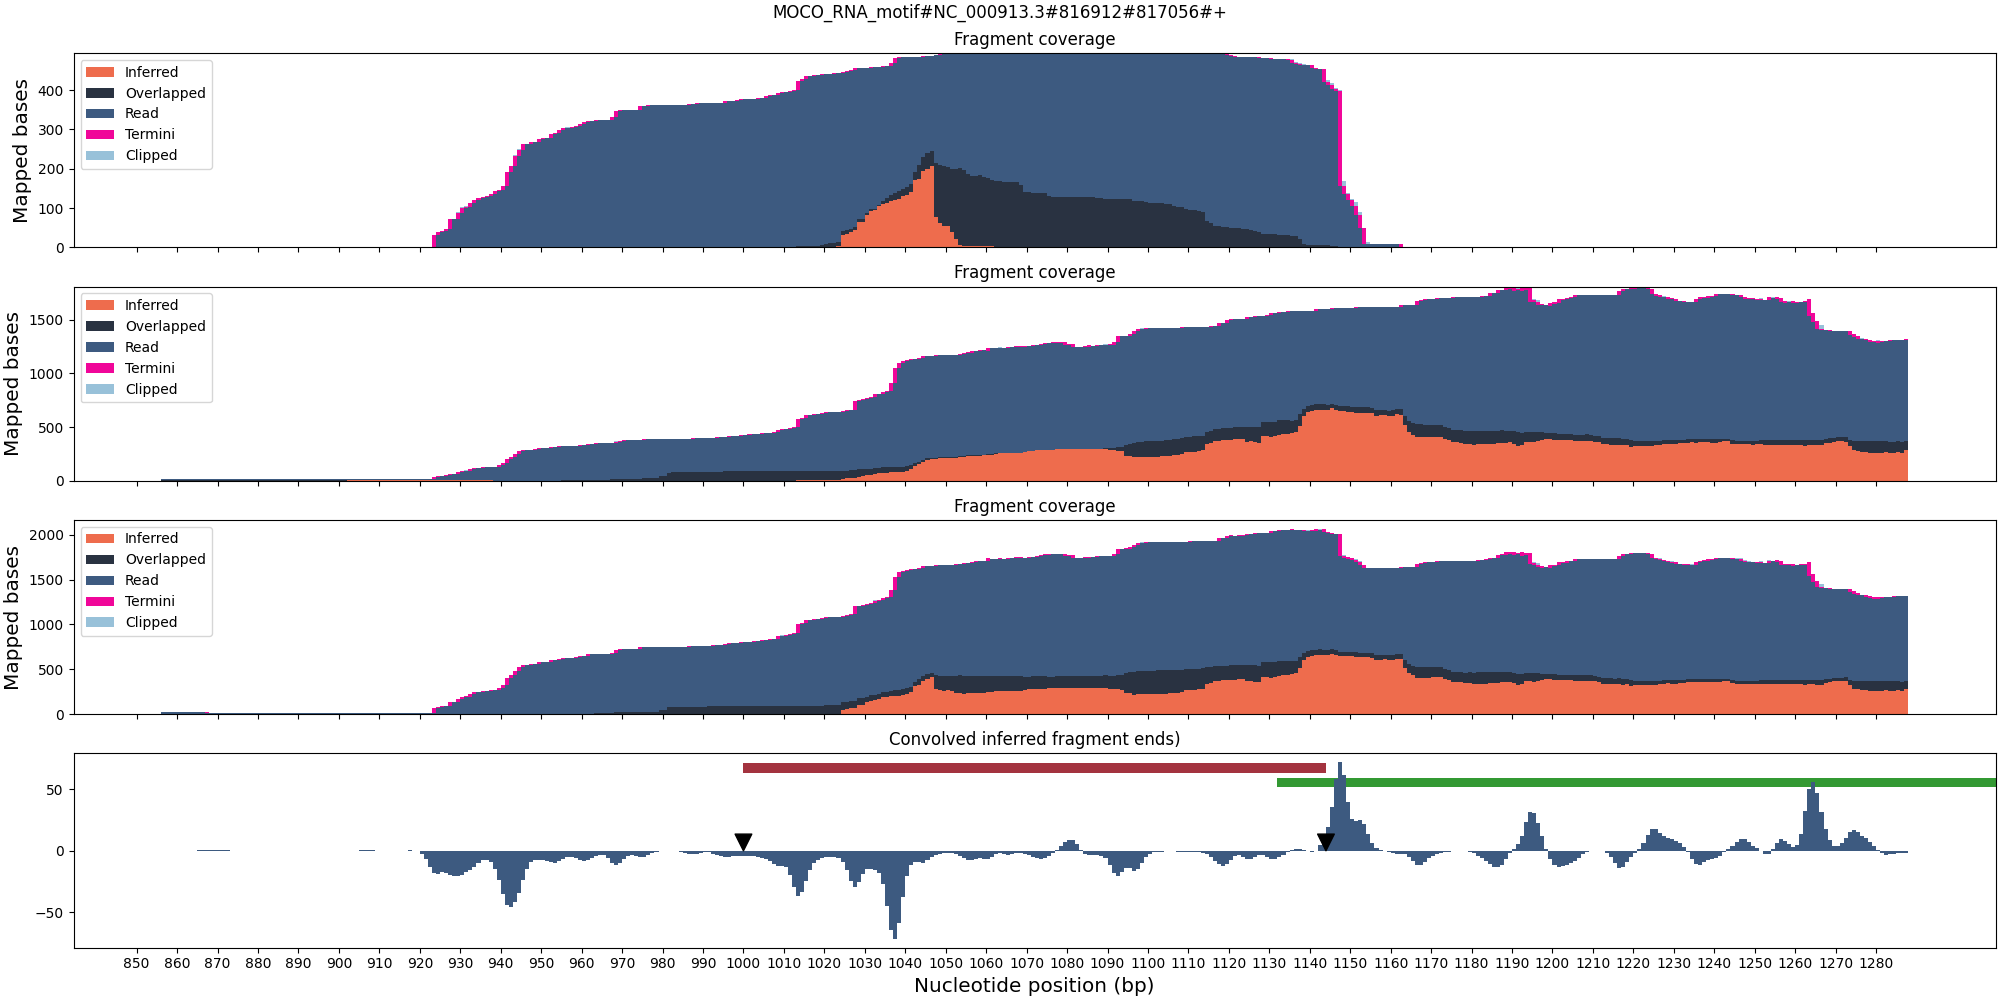 MOCO_RNA_motif#NC_000913.3#816912#817056#+
Fragment coverage
Mapped bases
400
300
200
100
0
Inferred
Overlapped
Read
Termini
Clipped
Fragment coverage
Mapped bases
1500
1000
500
0
Inferred
Overlapped
Read
Termini
Clipped
Fragment coverage
Mapped bases
2000
1500
1000
500
0
Inferred
Overlapped
Read
Termini
Clipped
Convolved inferred fragment ends)
50
0
−50
850 860 870 880 890 900 910 920 930 940 950 960 970 980 990 1000 1010 1020 1030 1040 1050 1060 1070 1080 1090 1100 1110 1120 1130 1140 1150 1160 1170 1180 1190 1200 1210 1220 1230 1240 1250 1260 1270 1280
Nucleotide position (bp)